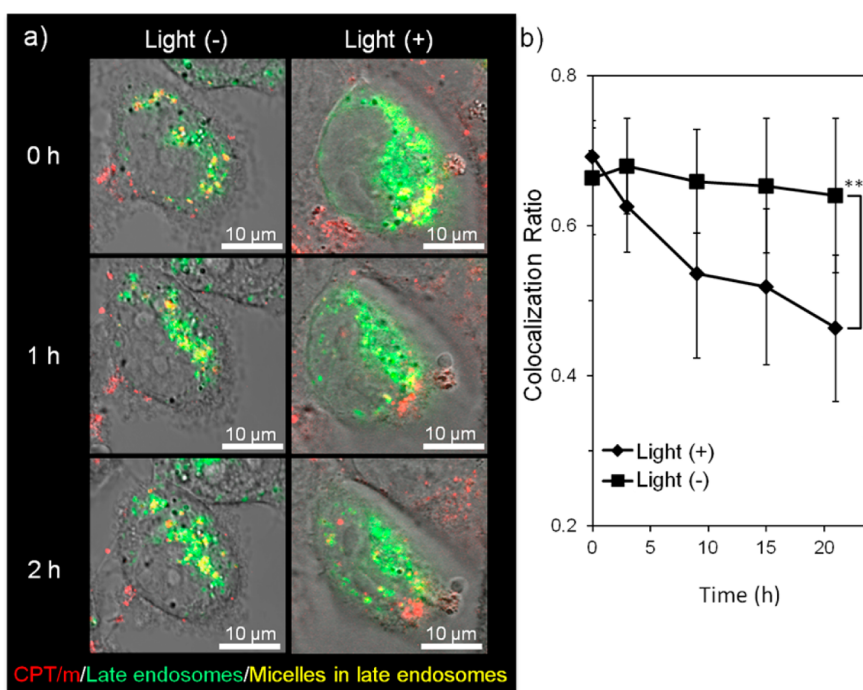 a)
Light (-)
Light (+)
0 h
10 µm
10 µm
1 h
10 µm
10 µm
2 h
10 µm
10 µm
CPT/m/Late endosomes/Micelles in late endosomes
b)
0.8
0.6
0.4
0.2
Colocalization Ratio
**
Light (+)
Light (-)
0 5 10 15 20
Time (h)